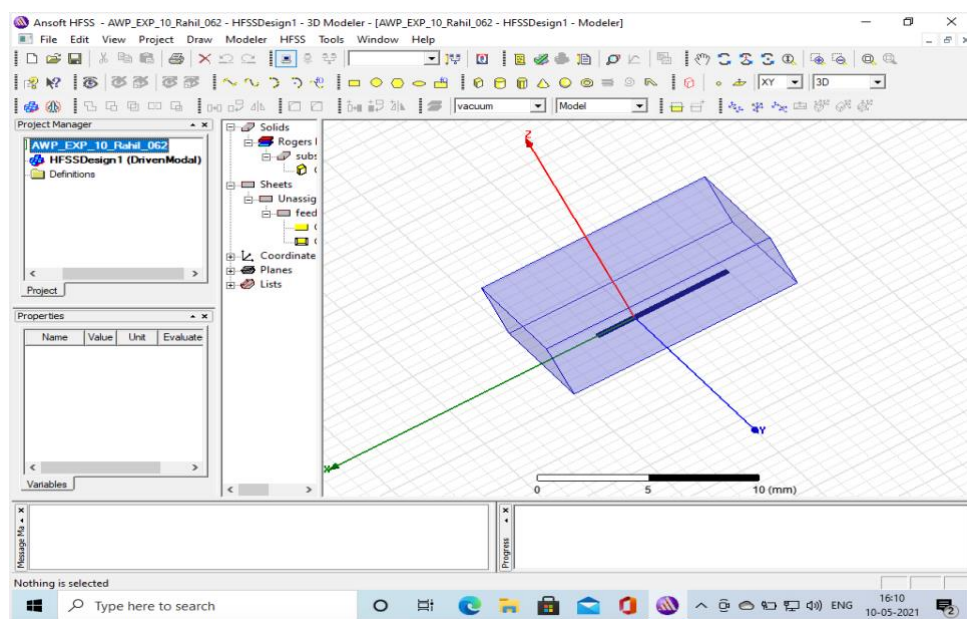 Ansoft HFSS - AWP_EXP_10_Rahil_062 - HFSSDesign1 - 3D Modeler - [AWP_EXP_10_Rahil_062 - HFSSDesign1 - Modeler]
File Edit View Project Draw Modeler HFSS Tools Window Help
XY 3D
vacuum Model
Project Manager
AWP_EXP_10_Rahil_062
HFSSDesign1 (DrivenModal)
Definitions
Project
Properties
Name Value Unit Evaluate
Variables
Solids
Rogers
subs
Sheets
Unassig
feed
Coordinate
Planes
Lists
Z
Y
X
0 5 10 (mm)
Message Ma
Progress
Nothing is selected
Type here to search
ENG
16:10
10-05-2021
2